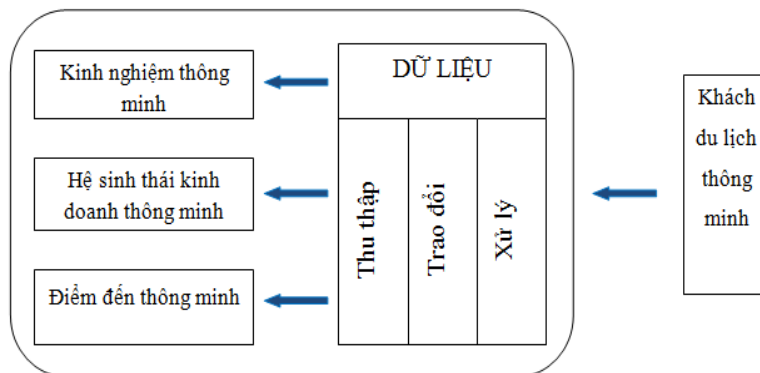 Kinh nghiệm thông
minh
Hệ sinh thái kinh
doanh thông minh
Điểm đến thông minh
DỮ LIỆU
Thu thập
Trao đổi
Xử lý
Khách
du lịch
thông
minh